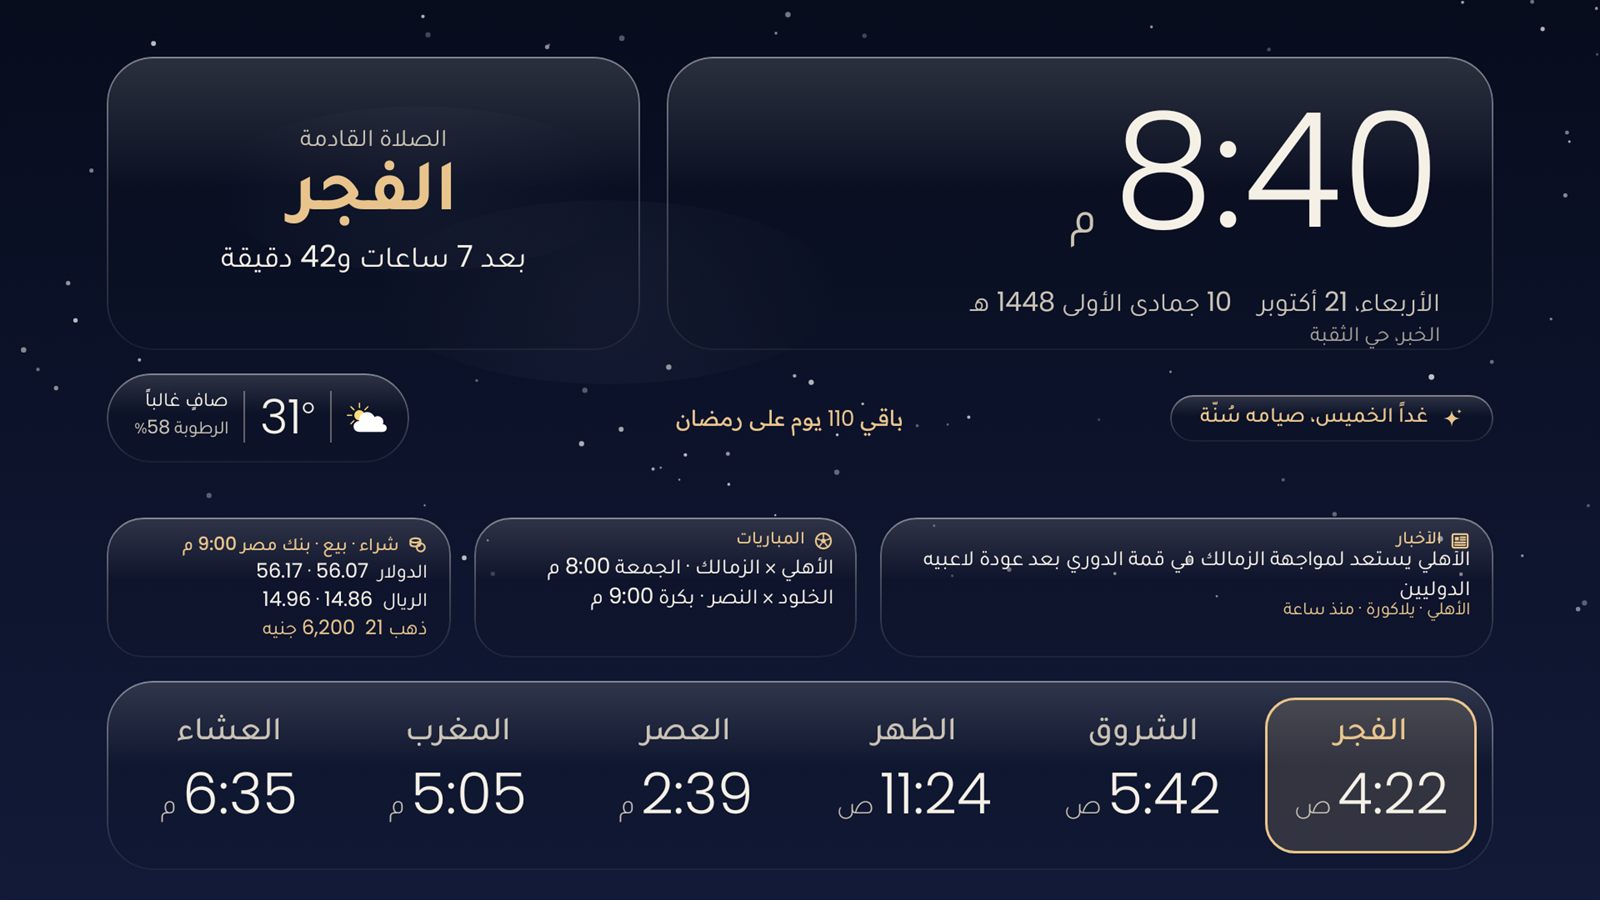 8:40 م
الأربعاء، 21 أكتوبر 10 جمادى الأولى 1448 هـ
الخبر، حي الثقبة
الصلاة القادمة
الفجر
بعد 7 ساعات و42 دقيقة
غداً الخميس، صيامه سُنّة
باقي 110 يوم على رمضان
31°
صافٍ غالباً
الرطوبة 58%
الأخبار
الأهلي يستعد لمواجهة الزمالك في قمة الدوري بعد عودة لاعبيه
الدوليين
الأهلي · يلاكورة · منذ ساعة
المباريات
الأهلي × الزمالك · الجمعة 8:00 م
الخلود × النصر · بكرة 9:00 م
شراء · بيع · بنك مصر 9:00 م
الدولار 56.07 · 56.17
الريال 14.86 · 14.96
ذهب 21 6,200 جنيه
الفجر
4:22 ص
الشروق
5:42 ص
الظهر
11:24 ص
العصر
2:39 م
المغرب
5:05 م
العشاء
6:35 م